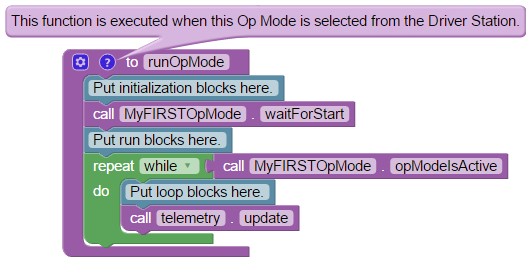 This function is executed when this Op Mode is selected from the Driver Station.
? to runOpMode
Put initialization blocks here.
call MyFIRSTOpMode . waitForStart
Put run blocks here.
repeat while call MyFIRSTOpMode . opModeIsActive
do Put loop blocks here.
call telemetry . update